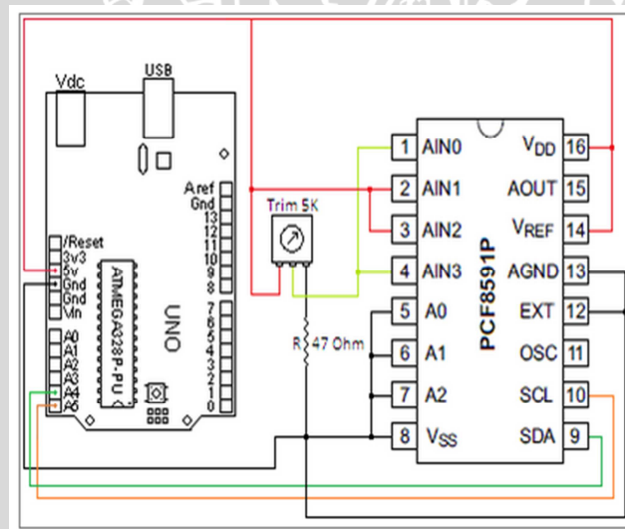 USB
Vdc
Aref
Gnd
13
12
11
10
9
8
7
6
5
4
3
2
1
0
/Reset
3v3
5v
Gnd
Gnd
Vin
A0
A1
A2
A3
A4
A5
ATMEGA328P-PU
UNO
Trim 5K
R 47 Ohm
PCF8591P
1 AIN0
2 AIN1
3 AIN2
4 AIN3
5 A0
6 A1
7 A2
8 VSS
VDD 16
AOUT 15
VREF 14
AGND 13
EXT 12
OSC 11
SCL 10
SDA 9